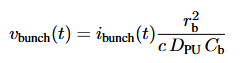 v_bunch(t) = i_bunch(t) r_b^2 / (c D_PU C_b)